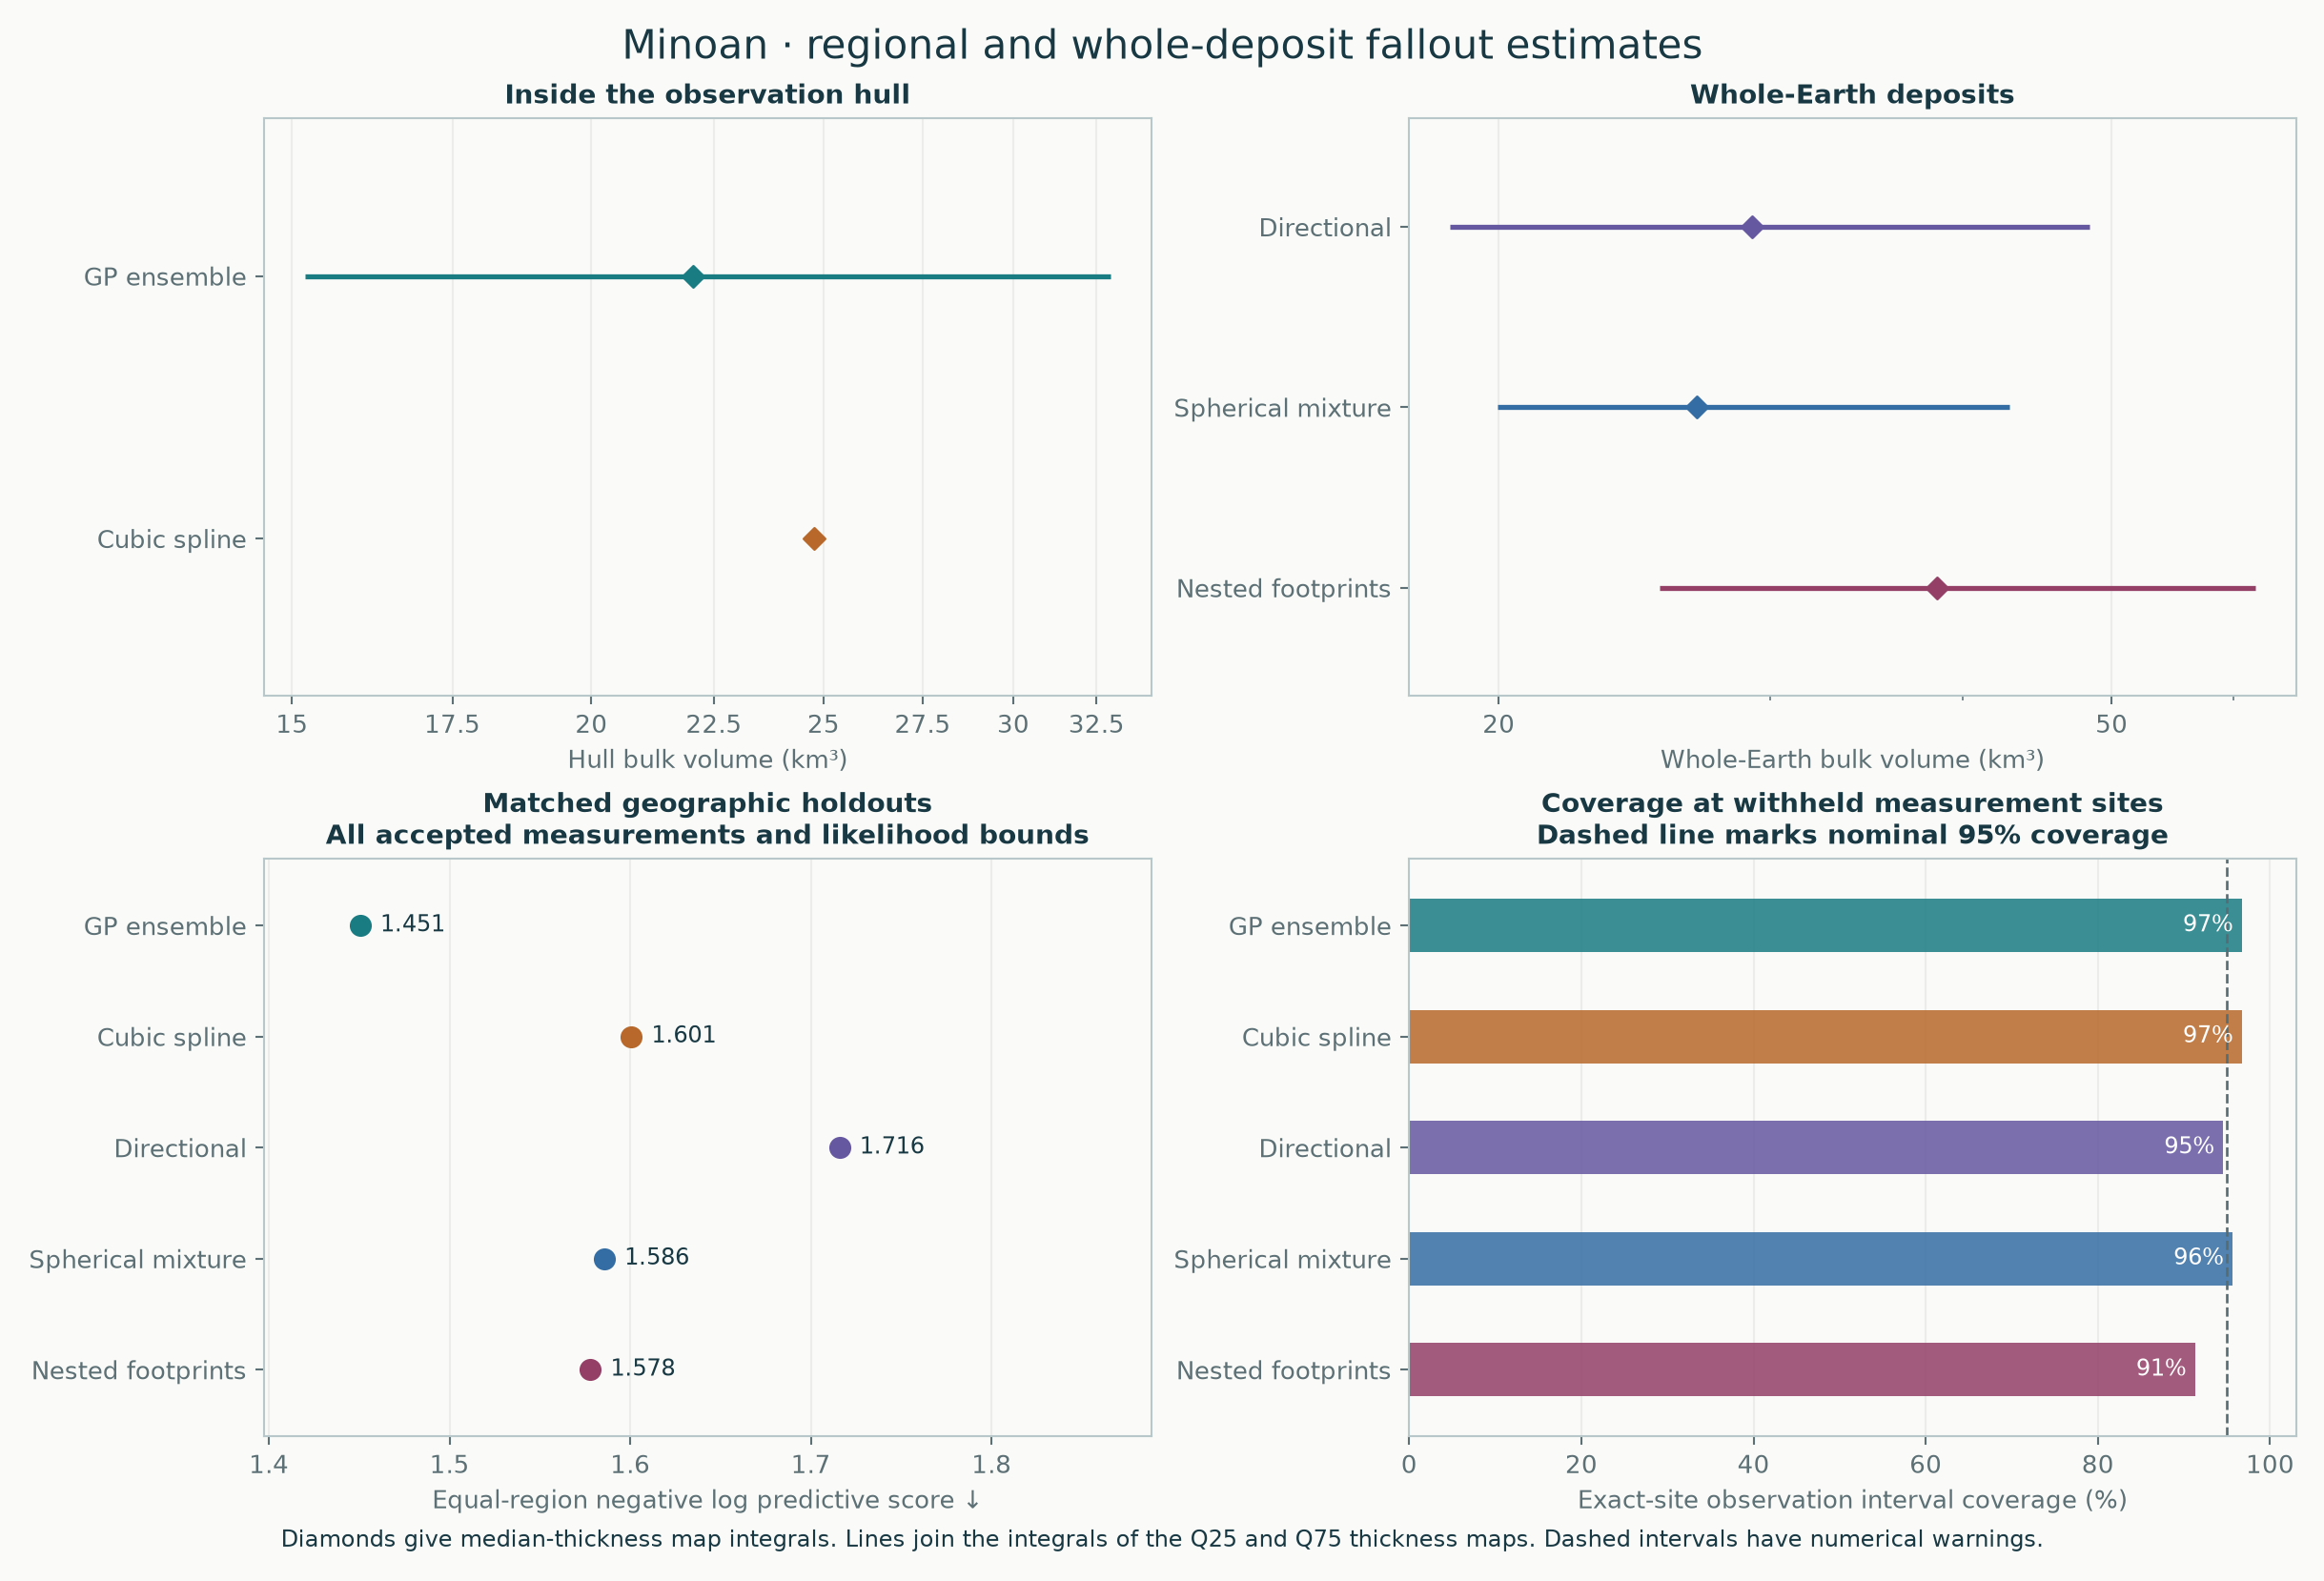 Minoan · regional and whole-deposit fallout estimates
Inside the observation hull
GP ensemble
Cubic spline
15
17.5
20
22.5
25
27.5
30
32.5
Hull bulk volume (km³)
Whole-Earth deposits
Directional
Spherical mixture
Nested footprints
20
50
Whole-Earth bulk volume (km³)
Matched geographic holdouts
All accepted measurements and likelihood bounds
GP ensemble
1.451
Cubic spline
1.601
Directional
1.716
Spherical mixture
1.586
Nested footprints
1.578
1.4
1.5
1.6
1.7
1.8
Equal-region negative log predictive score ↓
Coverage at withheld measurement sites
Dashed line marks nominal 95% coverage
GP ensemble
97%
Cubic spline
97%
Directional
95%
Spherical mixture
96%
Nested footprints
91%
0
20
40
60
80
100
Exact-site observation interval coverage (%)
Diamonds give median-thickness map integrals. Lines join the integrals of the Q25 and Q75 thickness maps. Dashed intervals have numerical warnings.